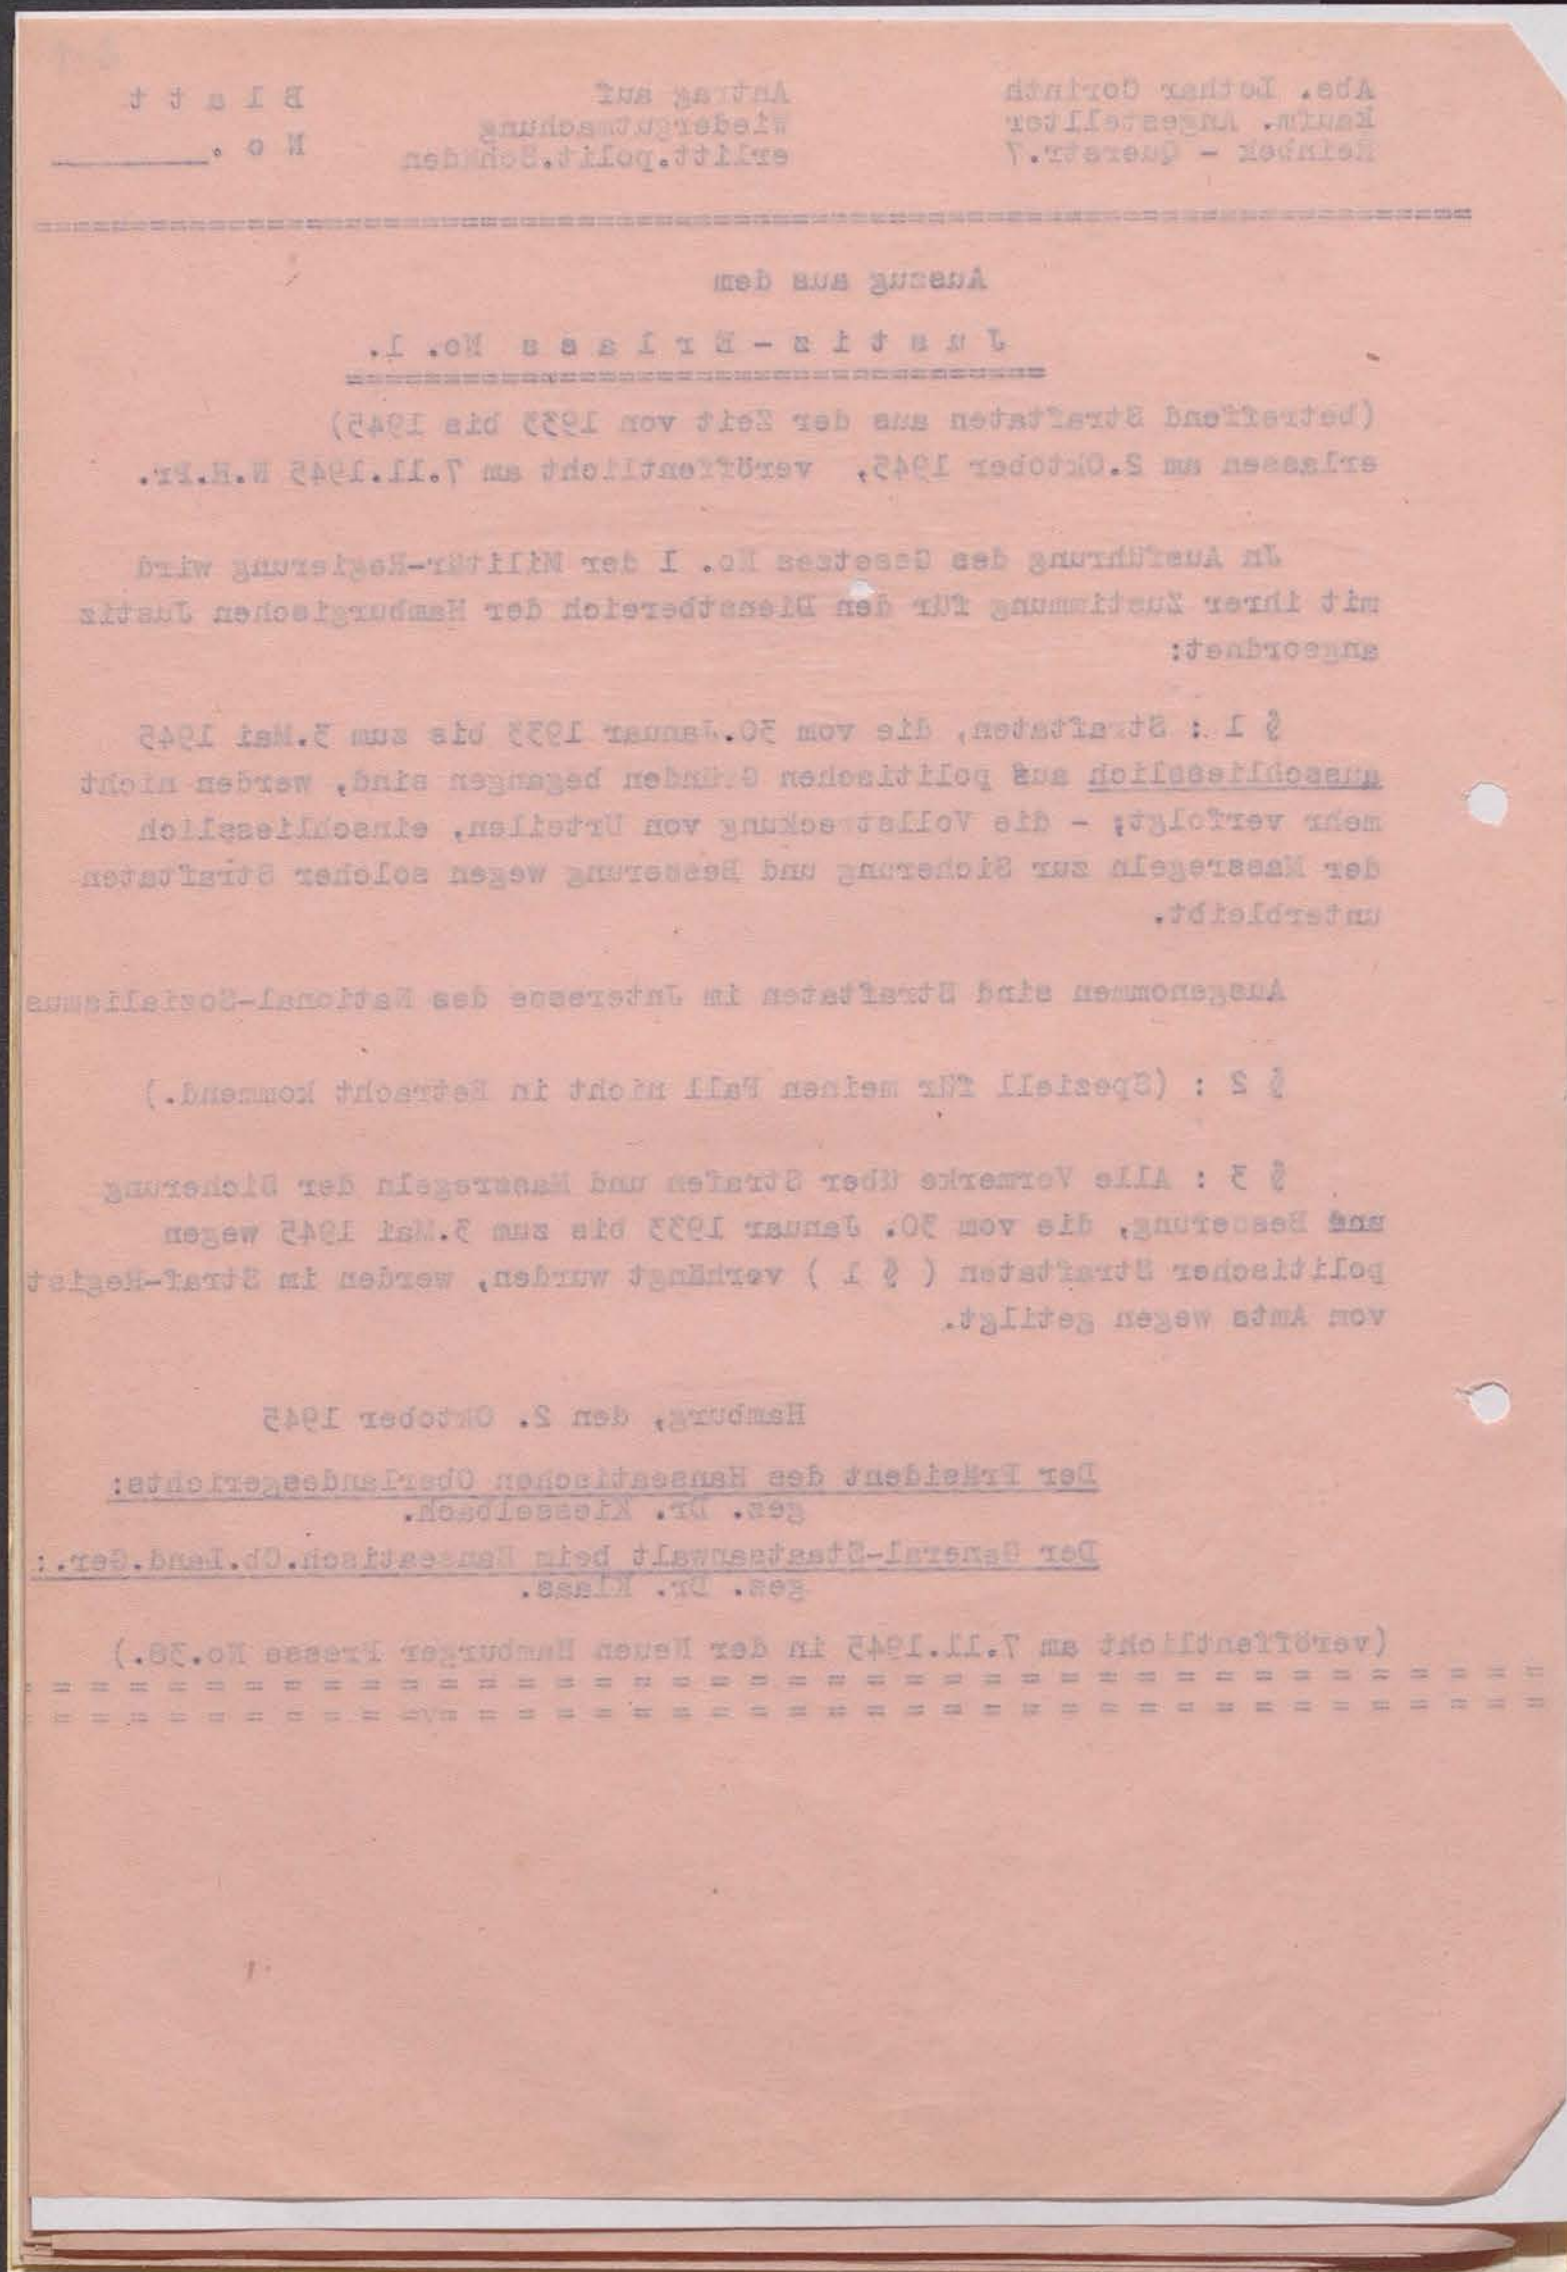 Abs. Lothar Corinth
Kaufm. Angestellter
Reinbek - Querstr.7
Antrag auf
Wiedergutmachung
erlitt.polit.Schäden
B l a t t
N o .
Auszug aus dem
J u s t i z - E r l a s s No. 1.
(betreffend Straftaten aus der Zeit von 1933 bis 1945)
erlassen am 2.Oktober 1945, veröffentlicht am 7.11.1945 N.H.Pr.
Jn Ausführung des Gesetzes No. 1 der Militär-Regierung wird
mit ihrer Zustimmung für den Dienstbereich der Hamburgischen Justiz
angeordnet:
§ 1 : Straftaten, die vom 30.Januar 1933 bis zum 3.Mai 1945
ausschliesslich aus politischen Gründen begangen sind, werden nicht
mehr verfolgt; - die Vollstreckung von Urteilen, einschliesslich
der Massregeln zur Sicherung und Besserung wegen solcher Straftaten
unterbleibt.
Ausgenommen sind Straftaten im Jnteresse des National-Sozialismus
§ 2 : (Speziell für meinen Fall nicht in Betracht kommend.)
§ 3 : Alle Vermerke über Strafen und Massregeln der Sicherung
und Besserung, die vom 30. Januar 1933 bis zum 3.Mai 1945 wegen
politischer Straftaten ( § 1 ) verhängt wurden, werden im Straf-Regist
vom Amts wegen getilgt.
Hamburg, den 2. Oktober 1945
Der Präsident des Hanseatischen Oberlandesgerichts:
gez. Dr. Kiesselbach.
Der General-Staatsanwalt beim Hanseatisch.Ob.Land.Ger.:
gez. Dr. Klaas.
(veröffentlicht am 7.11.1945 in der Neuen Hamburger Presse No.38.)